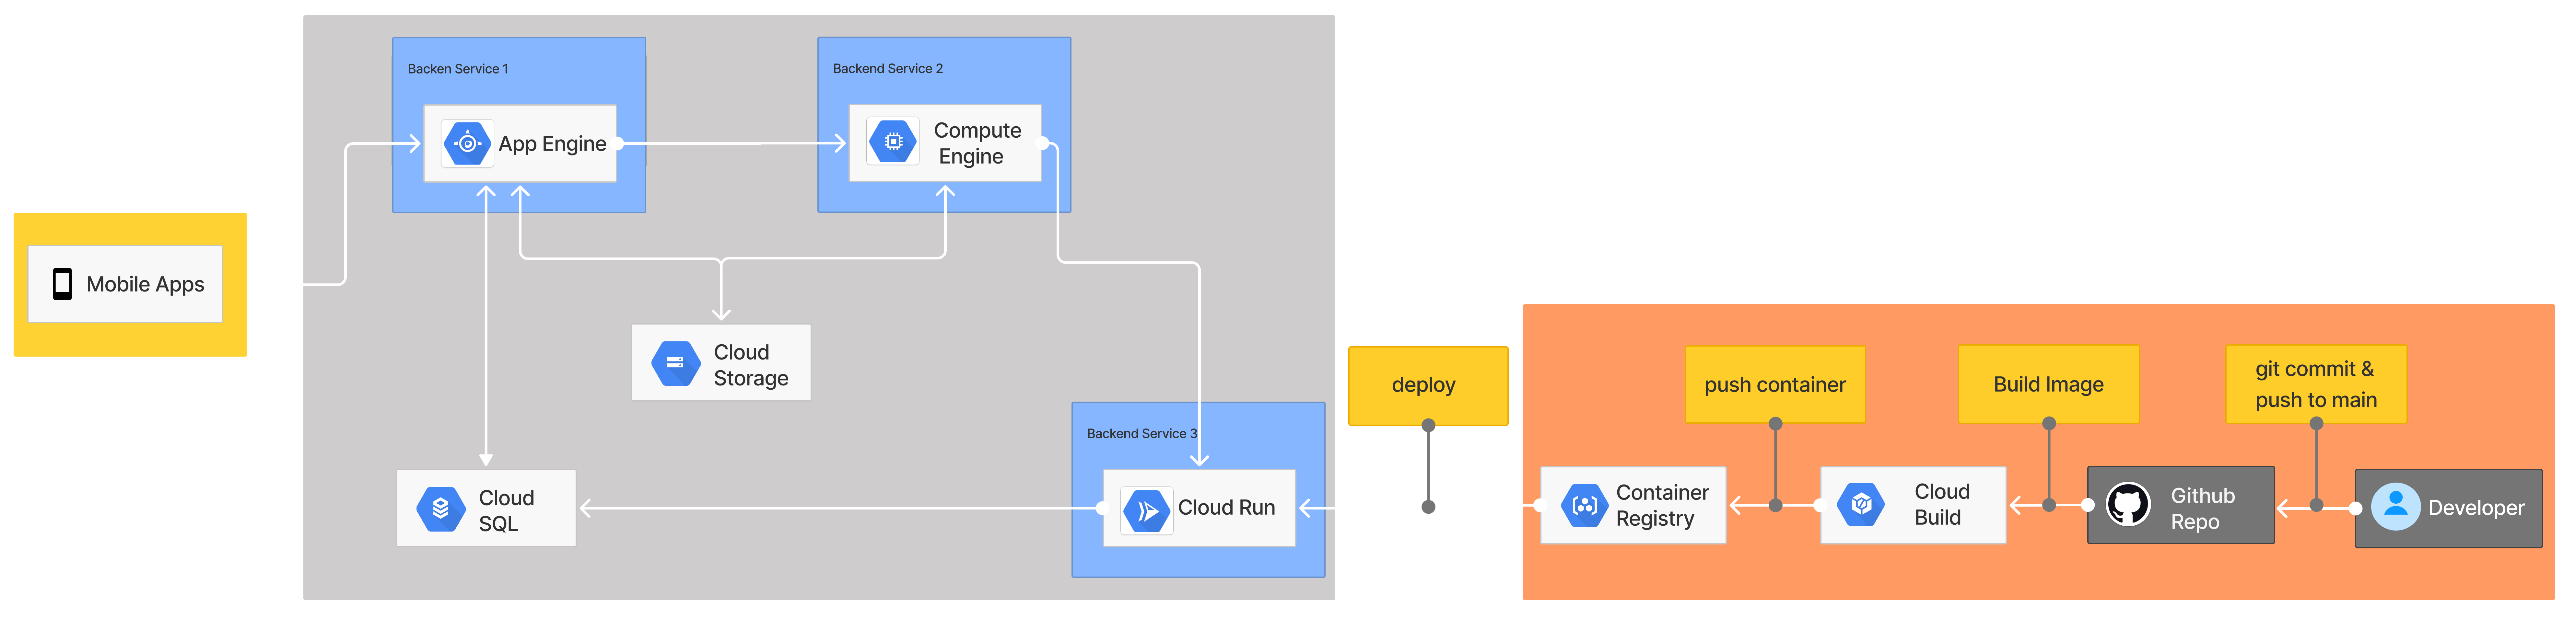 Backen Service 1
App Engine
Backend Service 2
Compute
Engine
Mobile Apps
Cloud
Storage
Cloud
SQL
Backend Service 3
Cloud Run
deploy
push container
Build Image
git commit &
push to main
Container
Registry
Cloud
Build
Github
Repo
Developer